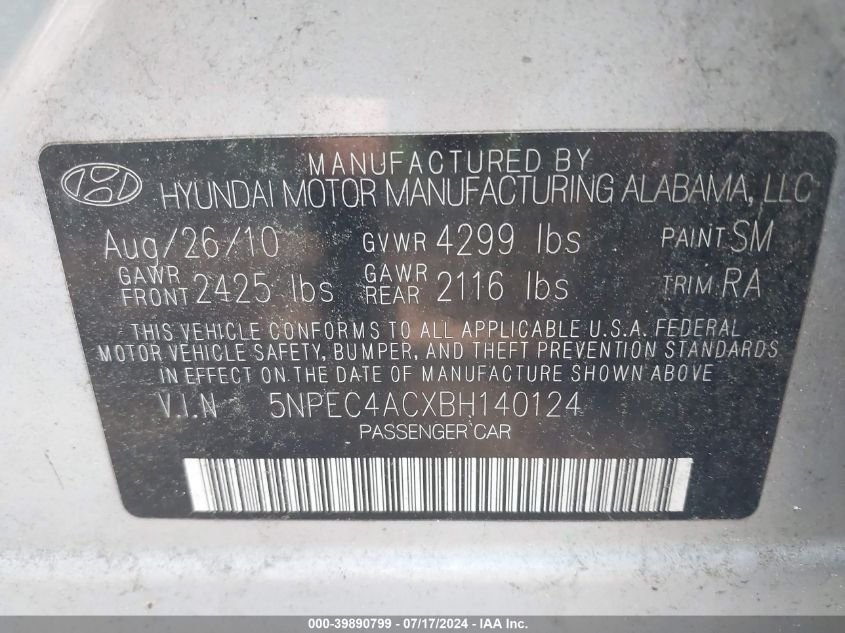 MANUFACTURED BY
HYUNDAI MOTOR MANUFACTURING ALABAMA, LLC
Aug/26/10 GVWR 4299 lbs PAINT SM
GAWR FRONT 2425 lbs GAWR REAR 2116 lbs TRIM RA
THIS VEHICLE CONFORMS TO ALL APPLICABLE U.S.A. FEDERAL
MOTOR VEHICLE SAFETY, BUMPER, AND THEFT PREVENTION STANDARDS
IN EFFECT ON THE DATE OF MANUFACTURE SHOWN ABOVE
V.I.N 5NPEC4ACXBH140124
PASSENGER CAR
000-39890799 / 07/17/2024 - IAA Inc.